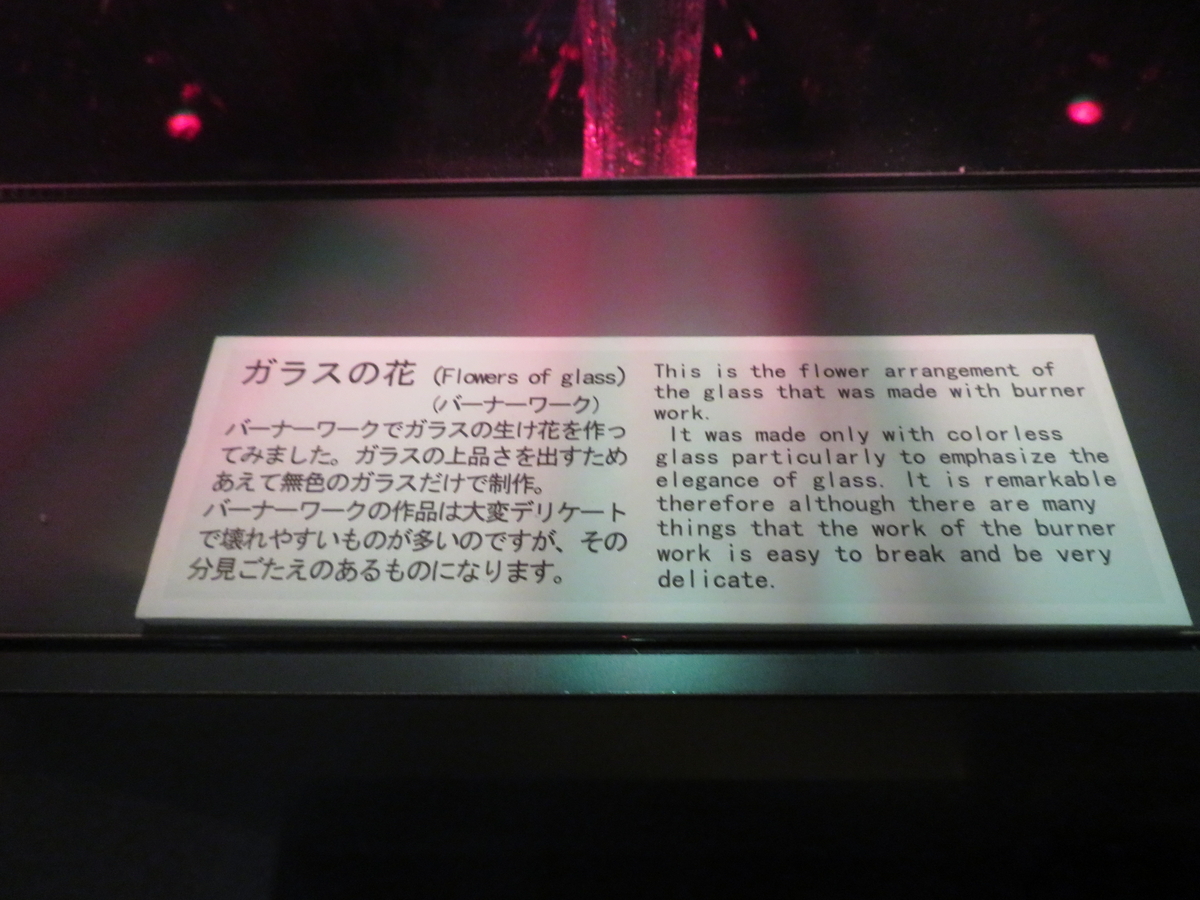 ガラスの花 (Flowers of glass)
(バーナーワーク)
バーナーワークでガラスの生け花を作っ
てみました。ガラスの上品さを出すため
あえて無色のガラスだけで制作。
バーナーワークの作品は大変デリケート
で壊れやすいものが多いのですが、その
分見ごたえのあるものになります。
This is the flower arrangement of
the glass that was made with burner
work.
It was made only with colorless
glass particularly to emphasize the
elegance of glass. It is remarkable
therefore although there are many
things that the work of the burner
work is easy to break and be very
delicate.